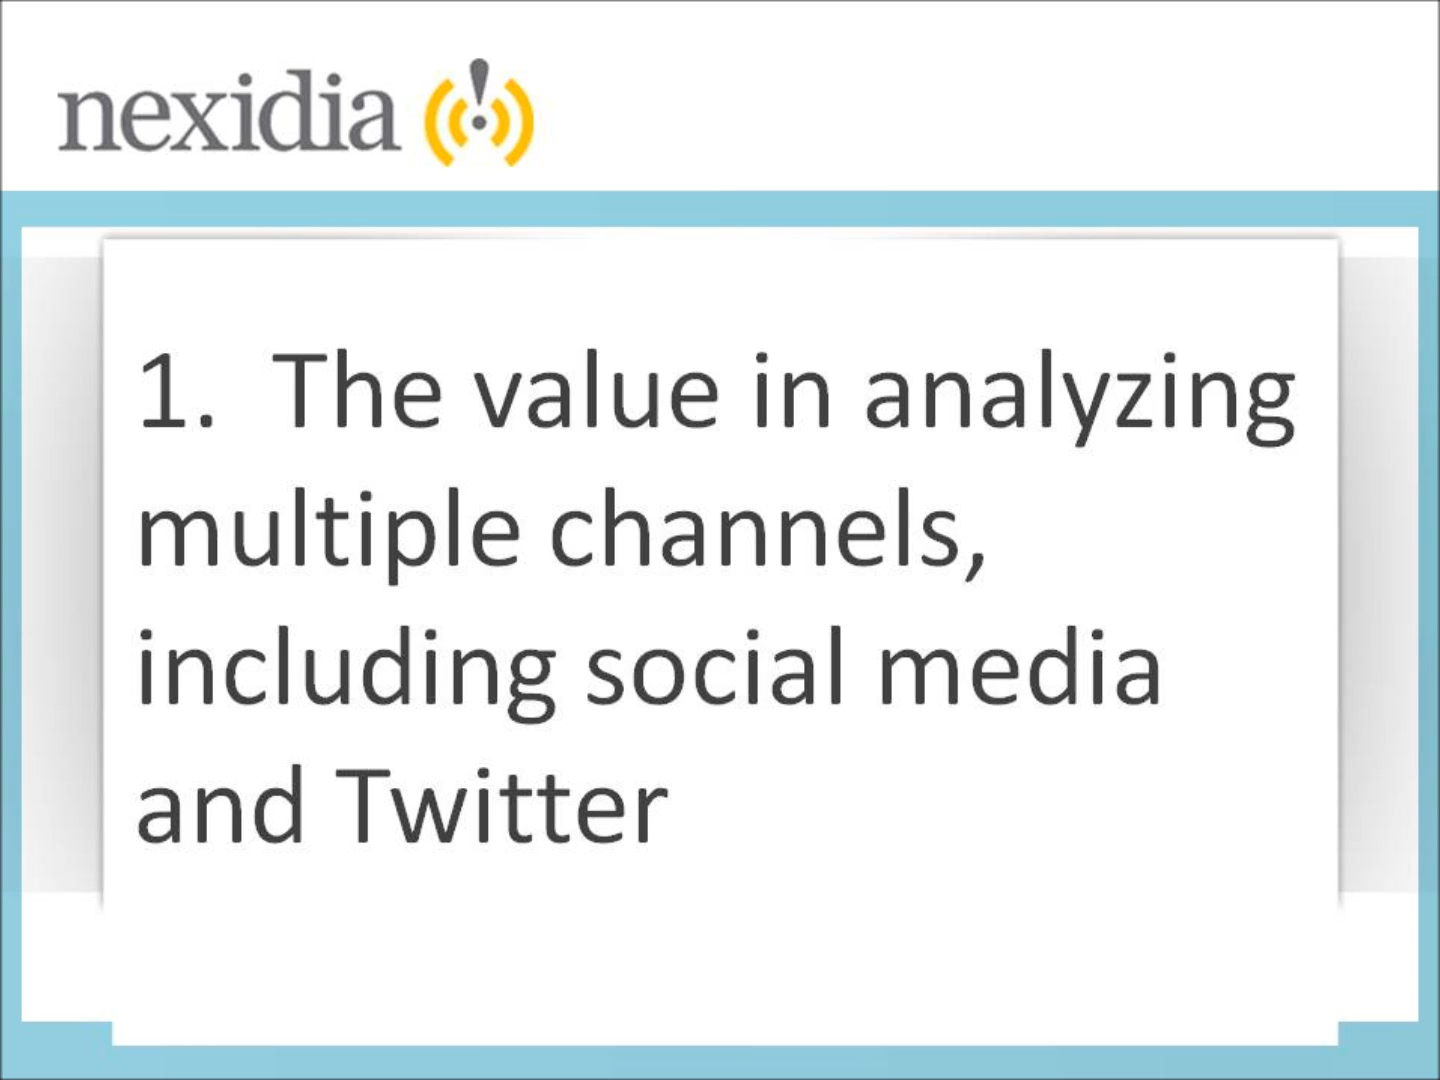 nexidia
1. The value in analyzing
multiple channels,
including social media
and Twitter